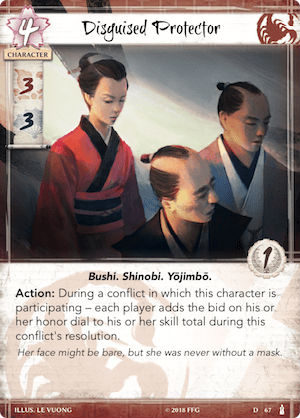 4
Disguised Protector
CHARACTER
3
3
1
Bushi. Shinobi. Yōjimbō.
Action: During a conflict in which this character is
participating – each player adds the bid on his or
her honor dial to his or her skill total during this
conflict's resolution.
Her face might be bare, but she was never without a mask.
ILLUS. LE VUONG
© 2018 FFG
D 67